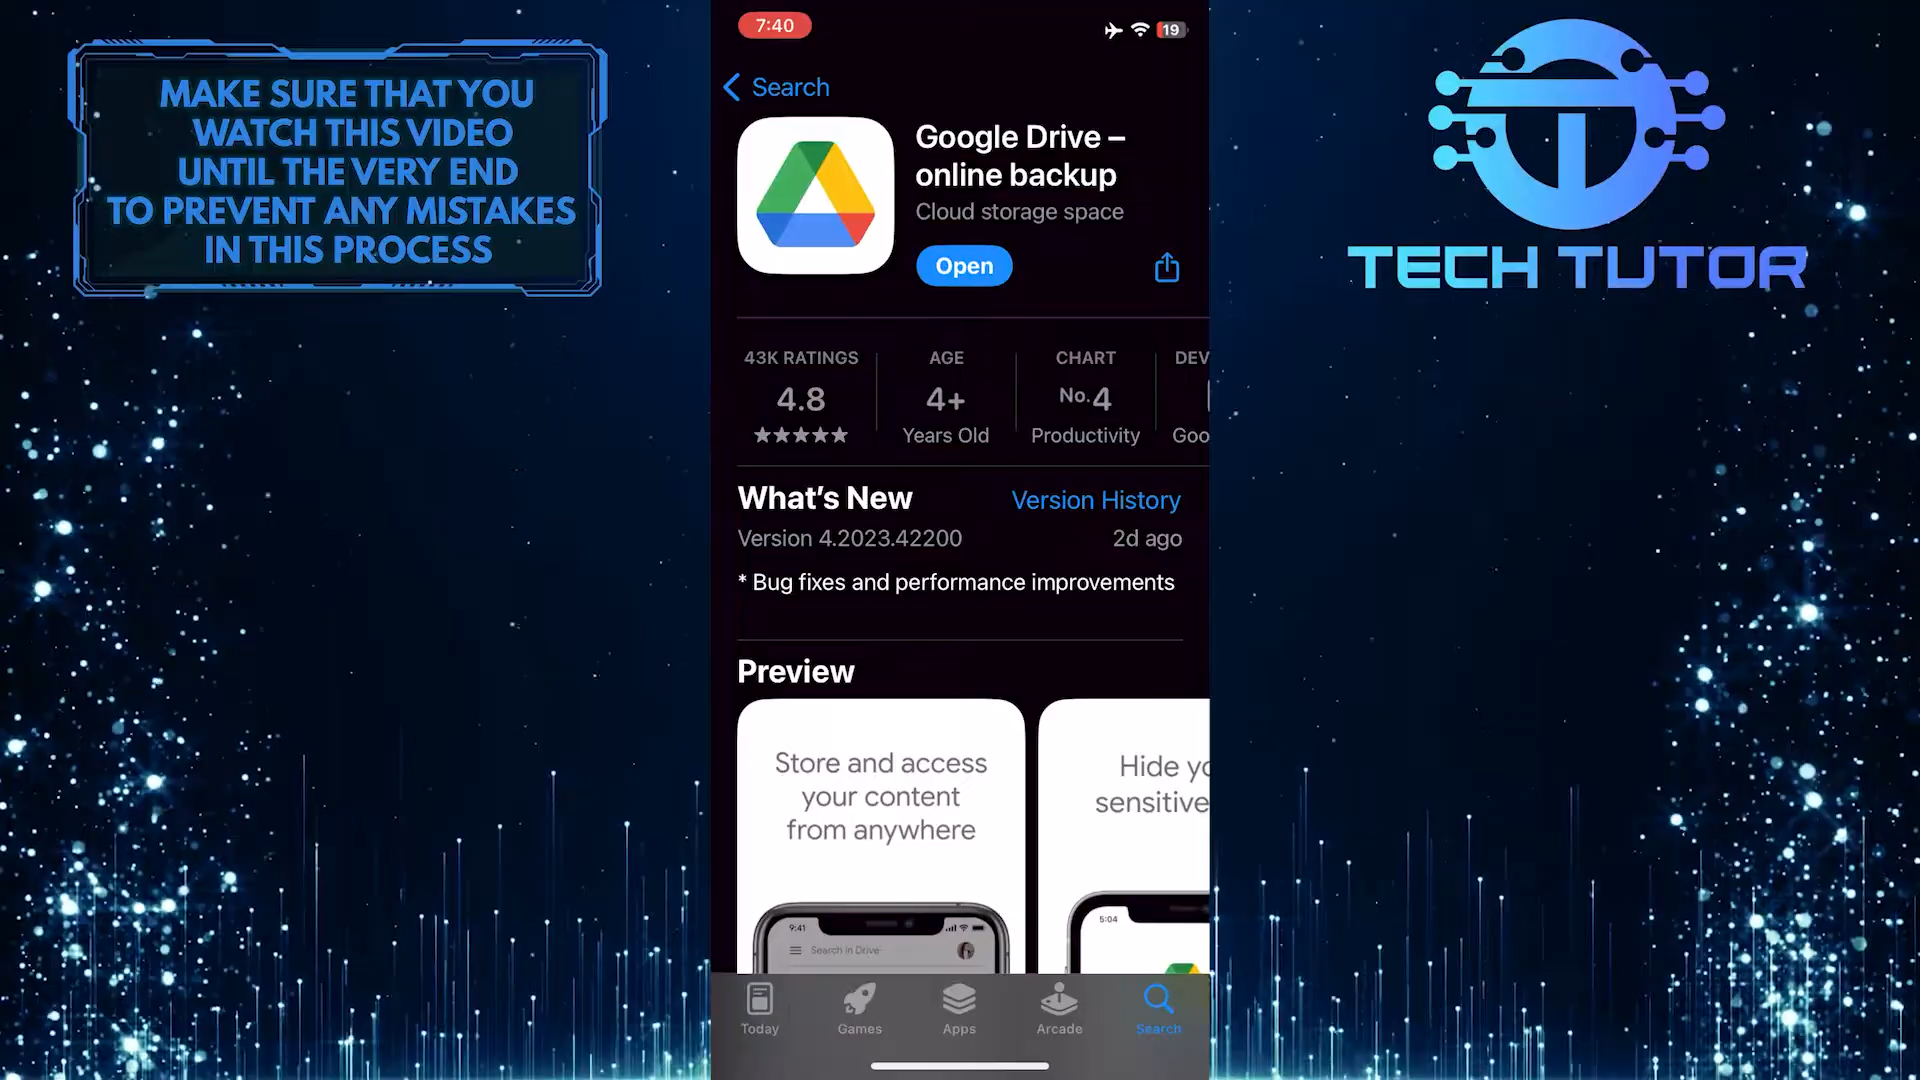 MAKE SURE THAT YOU
WATCH THIS VIDEO
UNTIL THE VERY END
TO PREVENT ANY MISTAKES
IN THIS PROCESS
7:40
19
Search
Google Drive –
online backup
Cloud storage space
Open
43K RATINGS
4.8
★★★★★
AGE
4+
Years Old
CHART
No.4
Productivity
DEV
Goo
What's New
Version History
Version 4.2023.42200
2d ago
* Bug fixes and performance improvements
Preview
Store and access
your content
from anywhere
9:41
Search in Drive
Hide yo
sensitive
5:04
Today
Games
Apps
Arcade
Search
TECH TUTOR